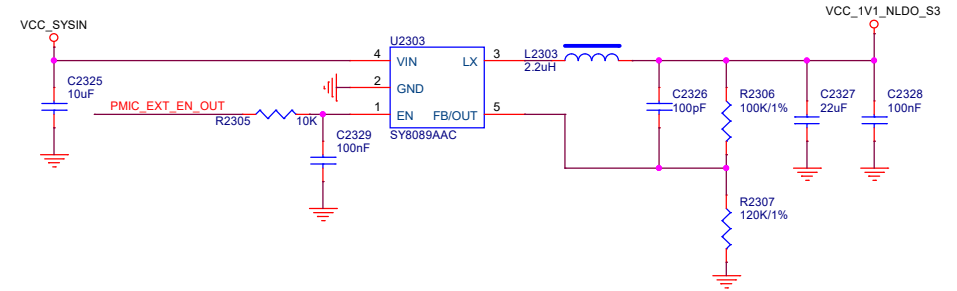 VCC_SYSIN
VCC_1V1_NLDO_S3
U2303
4
VIN
LX
3
L2303
2.2uH
C2325
10uF
2
GND
PMIC_EXT_EN_OUT
R2305
10K
1
EN
FB/OUT
5
SY8089AAC
C2329
100nF
C2326
100pF
R2306
100K/1%
C2327
22uF
C2328
100nF
R2307
120K/1%